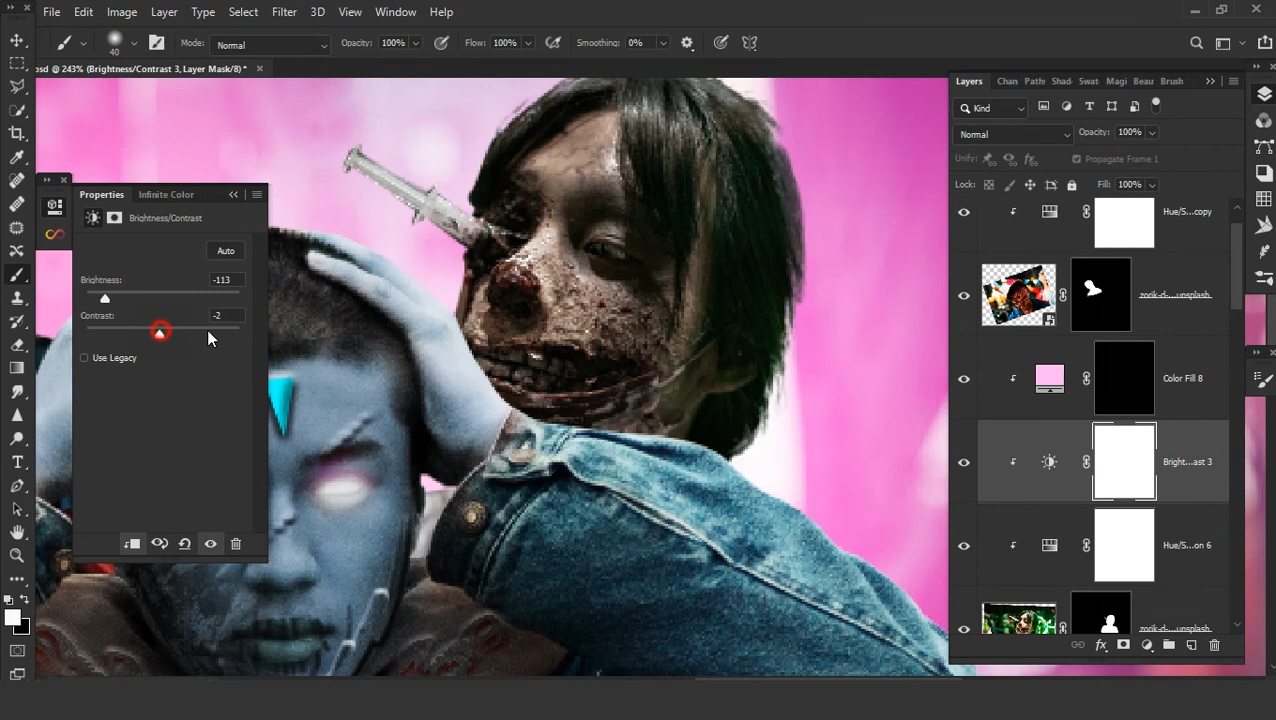 File Edit Image Layer Type Select Filter 3D View Window Help
40 Mode: Normal Opacity: 100% Flow: 100% Smoothing: 0%
osd @ 243% (Brightness/Contrast 3, Layer Mask/8) *
Layers Chan Paths Shad Swat Magi Beau Brush
Kind
Normal Opacity: 100%
Unify: Propagate Frame 1
Lock: Fill: 100%
Properties Infinite Color
Brightness/Contrast
Auto
Brightness: -113
Contrast: -2
Use Legacy
Hue/S...copy
zorik-d-...unsplash
Color Fill 8
Bright...ast 3
Hue/S...on 6
zorik-d-...unsplash